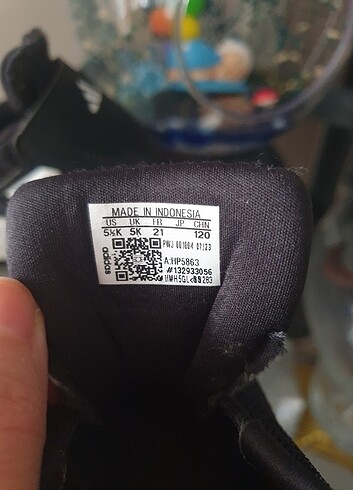 MADE IN INDONESIA
US UK FR JP CHN
5½K 5K 21 120
adidas
PWJ 001004 07/23
A:HP5863
#132933056